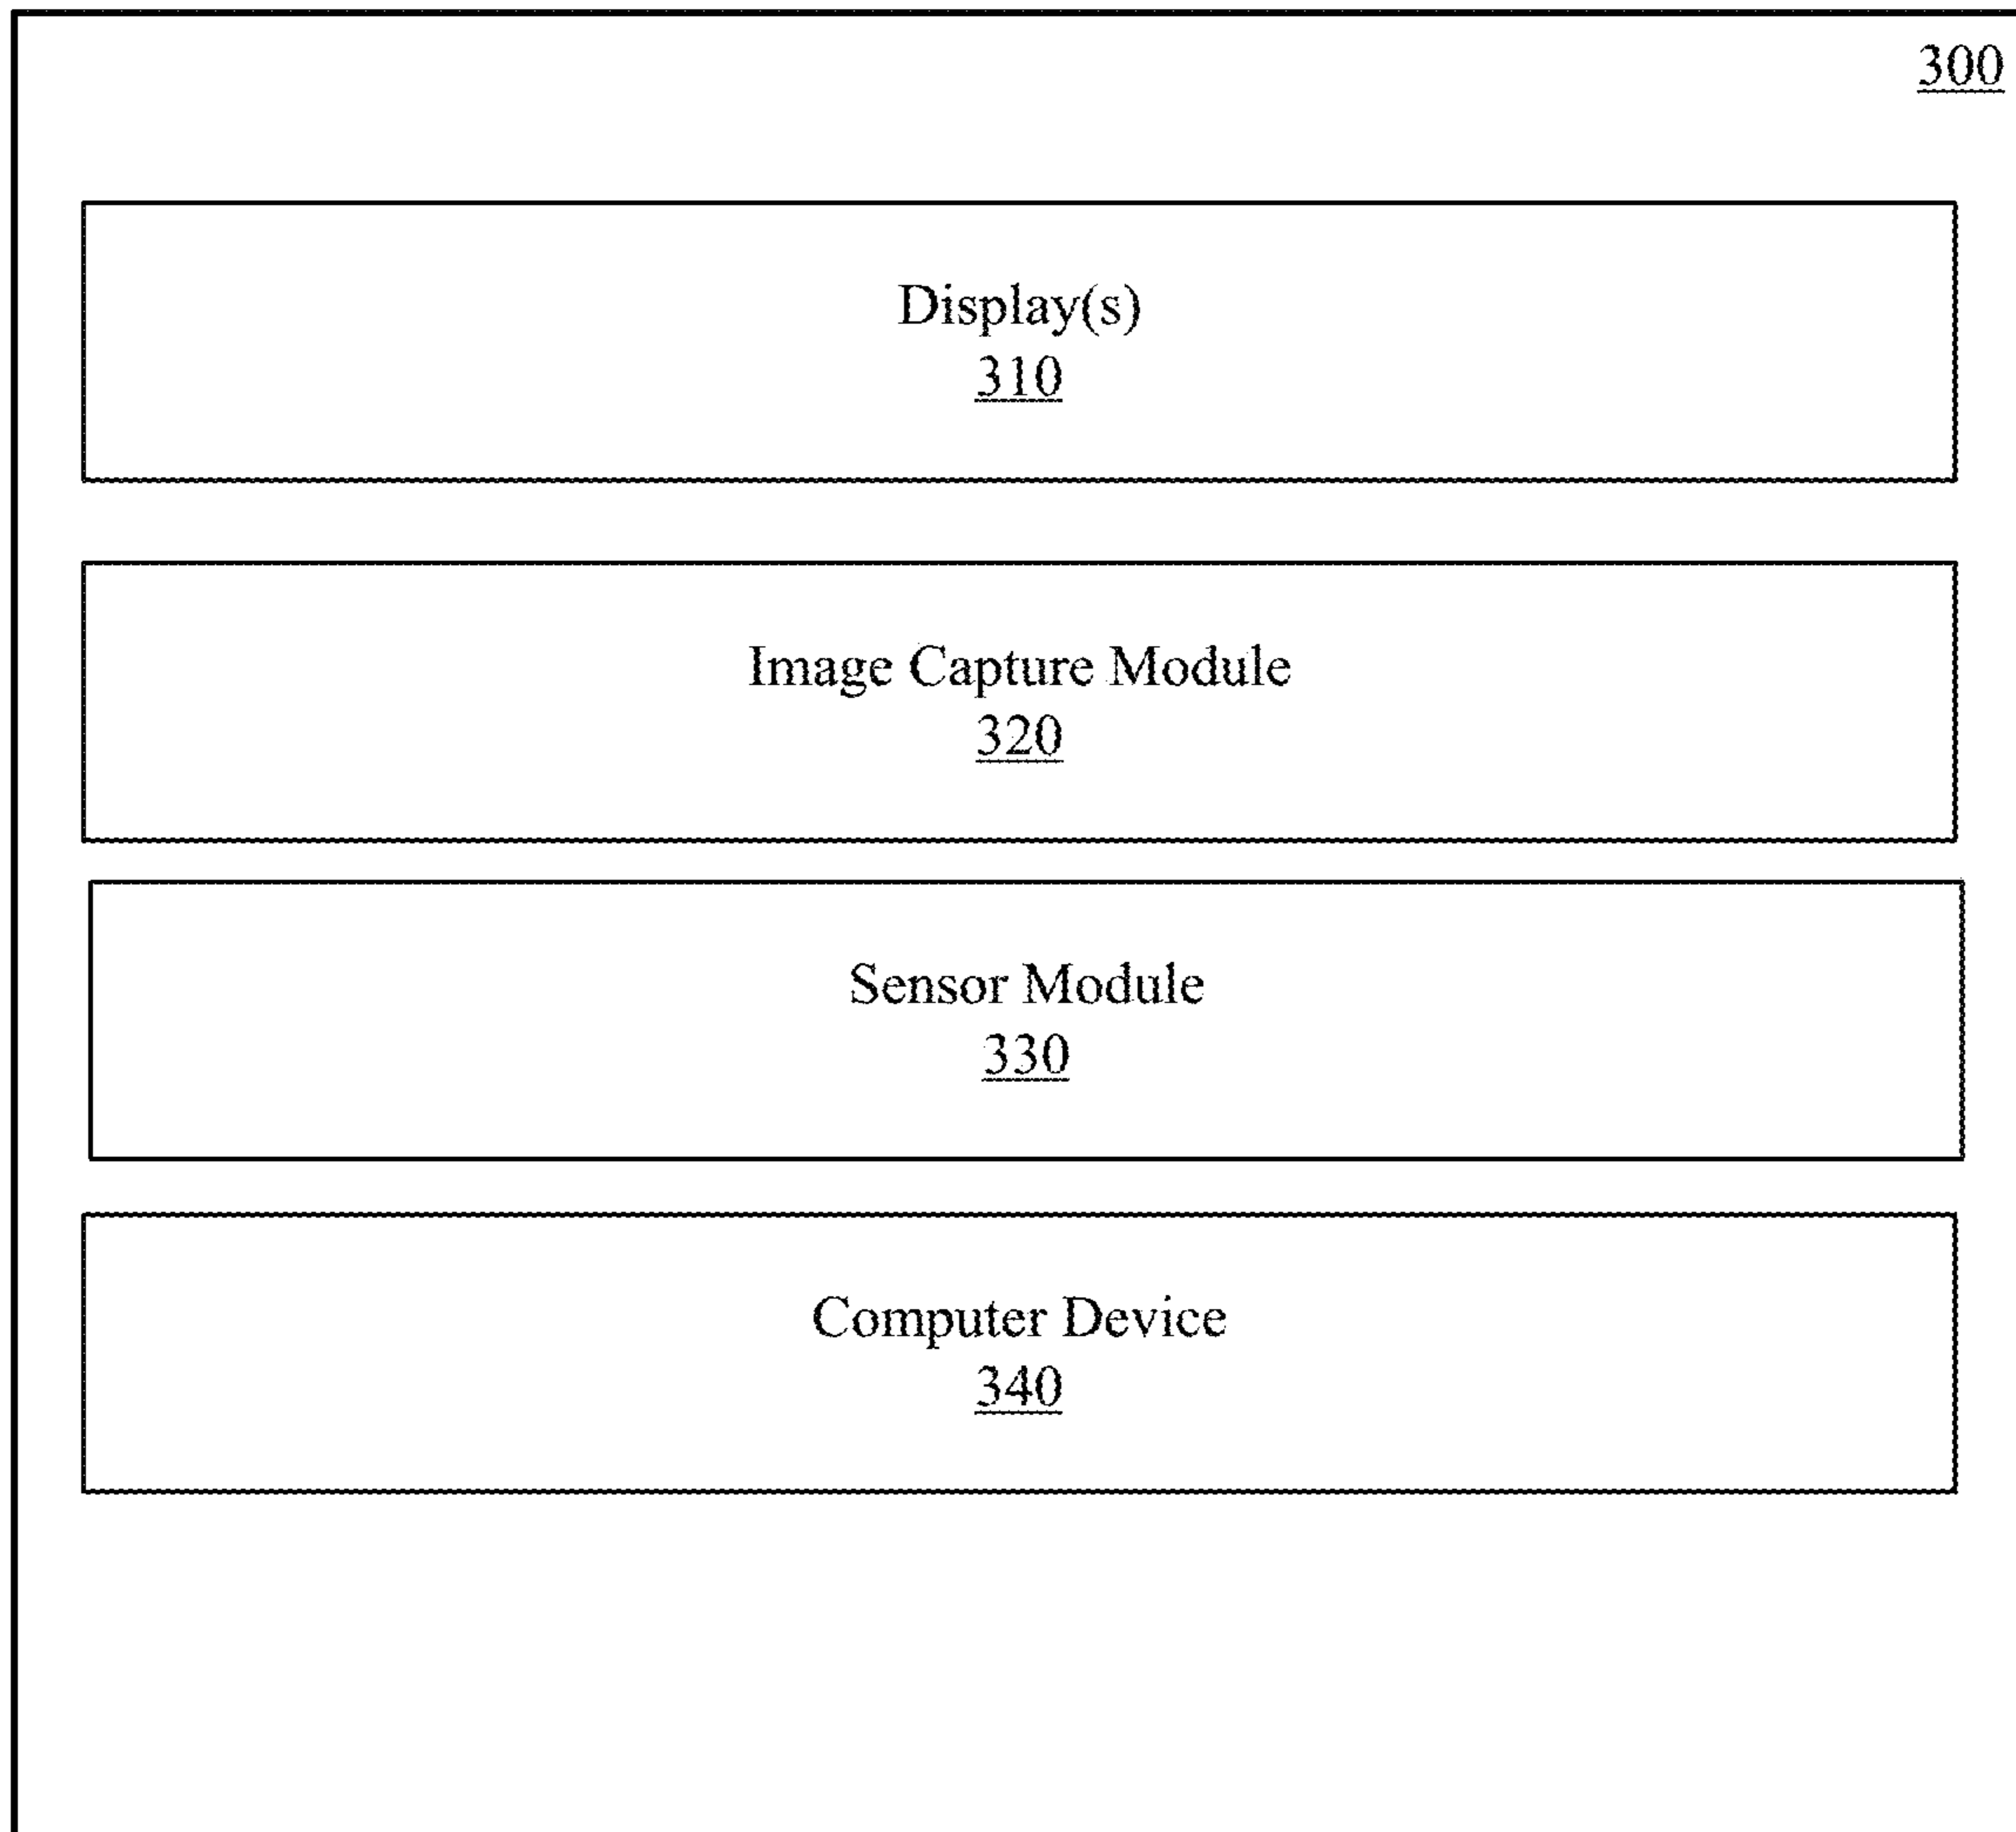 300
Display(s)
310
Image Capture Module
320
Sensor Module
330
Computer Device
340